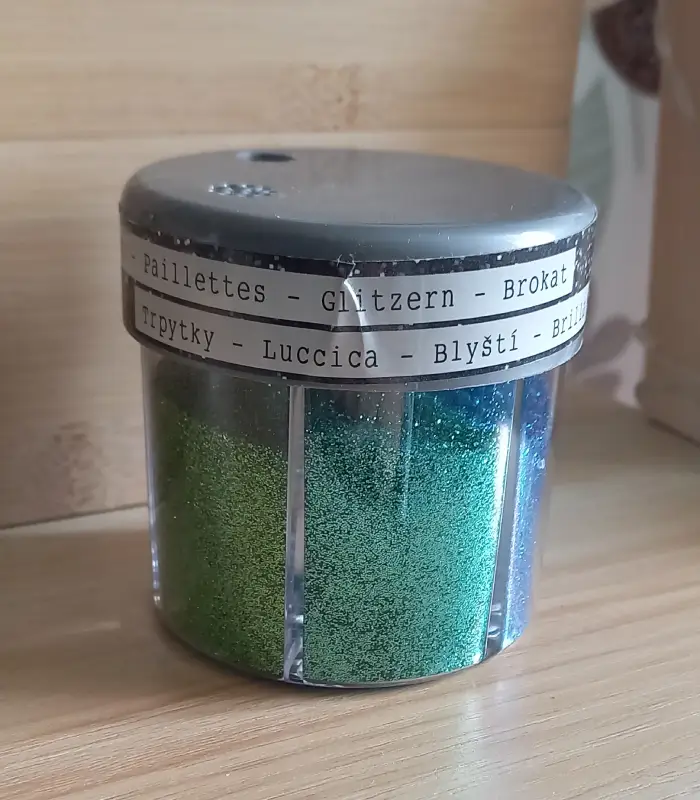 - Paillettes - Glitzern - Brokat
Trpytky - Luccica - Blyští -